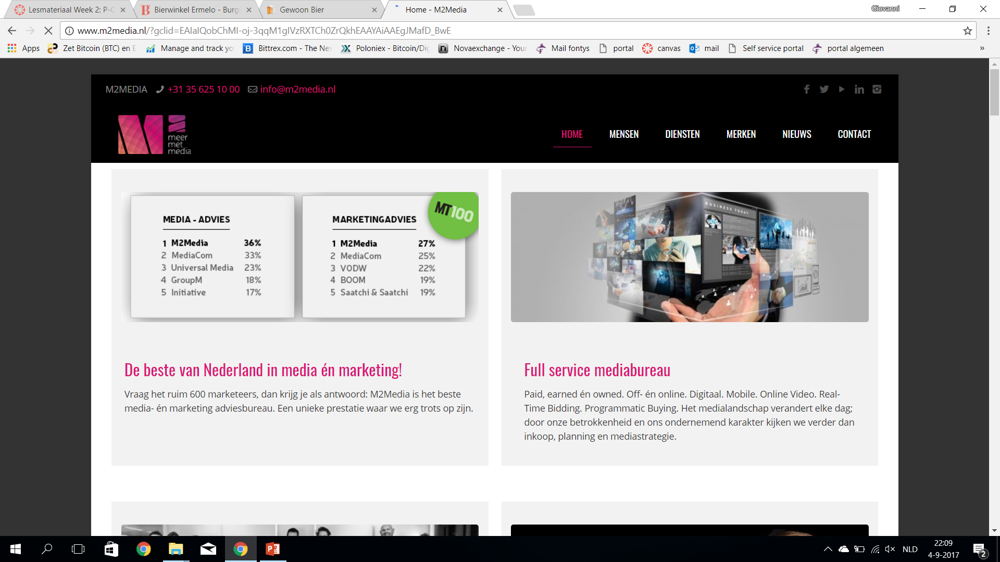 Lesmateriaal Week 2: P-C
Bierwinkel Ermelo - Burg
Gewoon Bier
Home - M2Media
Giovanni
www.m2media.nl/?gclid=EAIaIQobChMI-oj-3qqM1gIVzRXTCh0ZrQkhEAAYAiAAEgJMafD_BwE
Apps
Zet Bitcoin (BTC) en E
Manage and track yo
Bittrex.com - The Nex
Poloniex - Bitcoin/Dig
Novaexchange - Your
Mail fontys
portal
canvas
mail
Self service portal
portal algemeen
»
M2MEDIA +31 35 625 10 00 info@m2media.nl
meer
met
media
HOME MENSEN DIENSTEN MERKEN NIEUWS CONTACT
MEDIA - ADVIES
1 M2Media 36%
2 MediaCom 33%
3 Universal Media 23%
4 GroupM 18%
5 Initiative 17%
MARKETINGADVIES
MT100
1 M2Media 27%
2 MediaCom 25%
3 VODW 22%
4 BOOM 19%
5 Saatchi & Saatchi 19%
BUSINESS TODAY
De beste van Nederland in media én marketing!
Vraag het ruim 600 marketeers, dan krijg je als antwoord: M2Media is het beste
media- én marketing adviesbureau. Een unieke prestatie waar we erg trots op zijn.
Full service mediabureau
Paid, earned én owned. Off- én online. Digitaal. Mobile. Online Video. Real-
Time Bidding. Programmatic Buying. Het medialandschap verandert elke dag;
door onze betrokkenheid en ons ondernemend karakter kijken we verder dan
inkoop, planning en mediastrategie.
NLD
22:09
4-9-2017
2